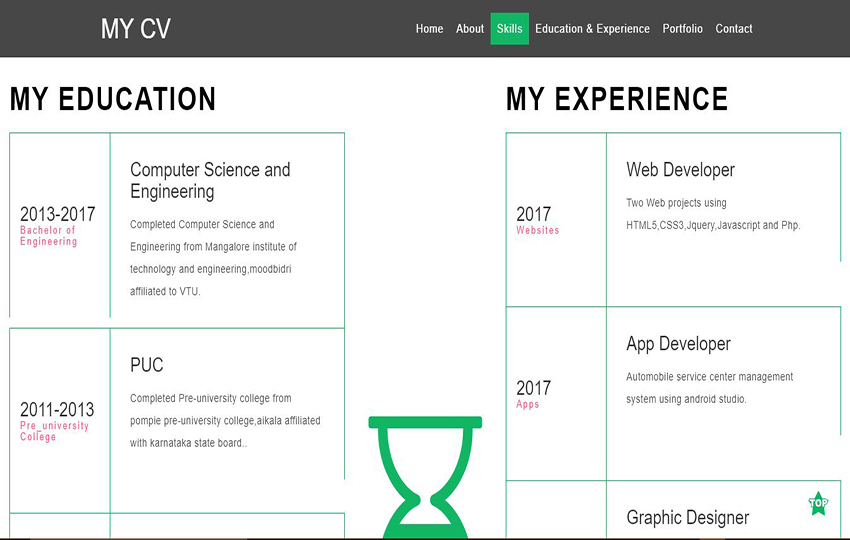 MY CV
Home About Skills Education & Experience Portfolio Contact
MY EDUCATION
2013-2017
Bachelor of
Engineering
Computer Science and
Engineering
Completed Computer Science and
Engineering from Mangalore institute of
technology and engineering,moodbidri
affiliated to VTU.
2011-2013
Pre_university
College
PUC
Completed Pre-university college from
pompie pre-university college,aikala affiliated
with karnataka state board..
MY EXPERIENCE
2017
Websites
Web Developer
Two Web projects using
HTML5,CSS3,Jquery,Javascript and Php.
2017
Apps
App Developer
Automobile service center management
system using android studio.
Graphic Designer
TOP